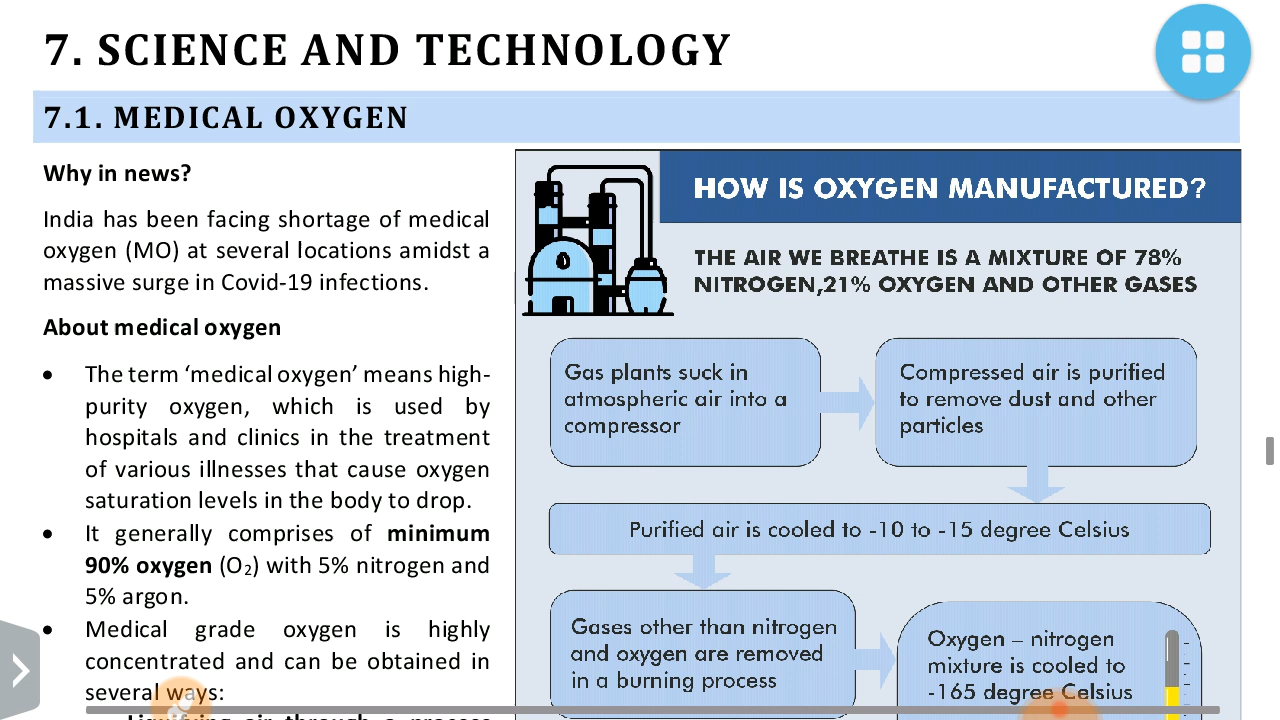 7. SCIENCE AND TECHNOLOGY
7.1. MEDICAL OXYGEN
Why in news?
India has been facing shortage of medical
oxygen (MO) at several locations amidst a
massive surge in Covid-19 infections.
About medical oxygen
• The term ‘medical oxygen’ means high-
purity oxygen, which is used by
hospitals and clinics in the treatment
of various illnesses that cause oxygen
saturation levels in the body to drop.
• It generally comprises of minimum
90% oxygen (O₂) with 5% nitrogen and
5% argon.
• Medical grade oxygen is highly
concentrated and can be obtained in
several ways:
Liquifying air through a process
HOW IS OXYGEN MANUFACTURED?
THE AIR WE BREATHE IS A MIXTURE OF 78%
NITROGEN,21% OXYGEN AND OTHER GASES
Gas plants suck in
atmospheric air into a
compressor
Compressed air is purified
to remove dust and other
particles
Purified air is cooled to -10 to -15 degree Celsius
Gases other than nitrogen
and oxygen are removed
in a burning process
Oxygen – nitrogen
mixture is cooled to
-165 degree Celsius